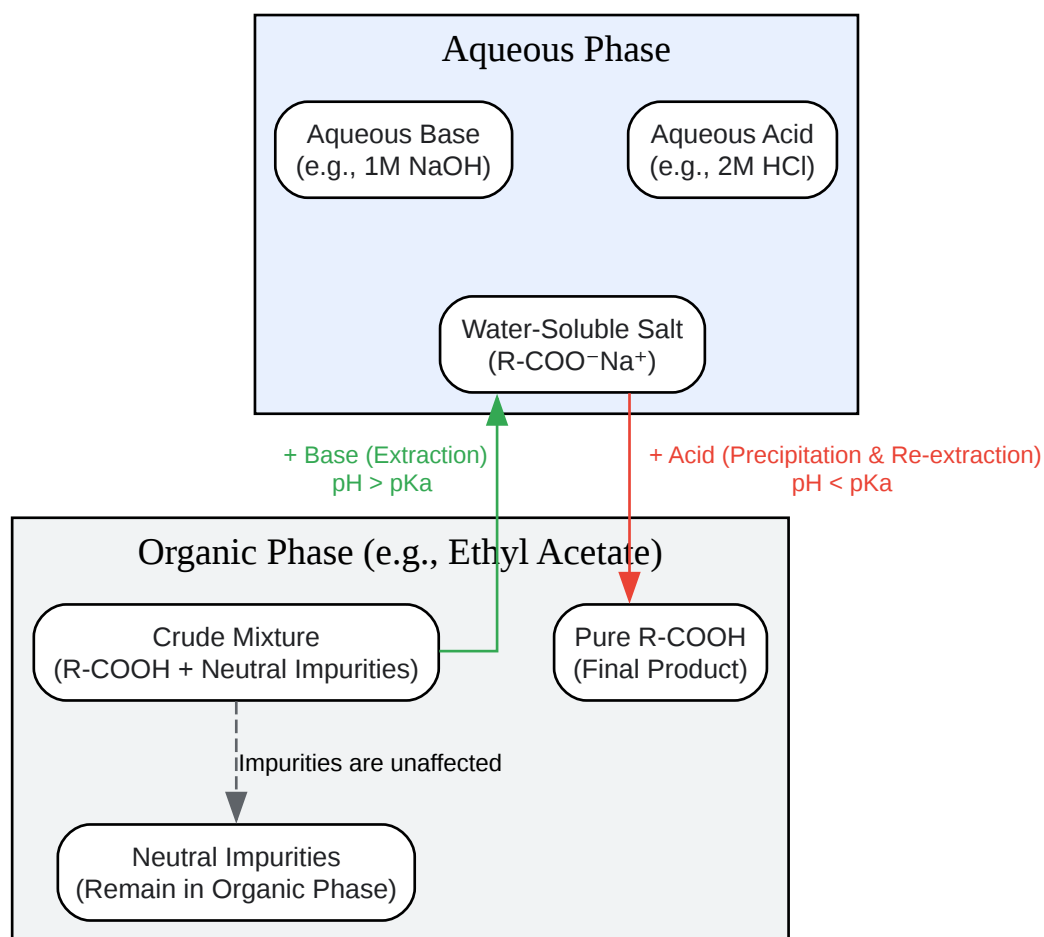 Aqueous Phase
Aqueous Base
(e.g., 1M NaOH)
Aqueous Acid
(e.g., 2M HCl)
Water-Soluble Salt
(R-COO⁻Na⁺)
+ Base (Extraction)
pH > pKa
+ Acid (Precipitation & Re-extraction)
pH < pKa
Organic Phase (e.g., Ethyl Acetate)
Crude Mixture
(R-COOH + Neutral Impurities)
Pure R-COOH
(Final Product)
Impurities are unaffected
Neutral Impurities
(Remain in Organic Phase)